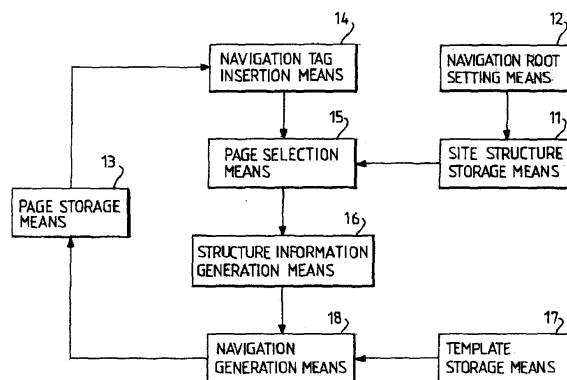 14
NAVIGATION TAG
INSERTION MEANS
12
NAVIGATION ROOT
SETTING MEANS
15
PAGE SELECTION
MEANS
11
SITE STRUCTURE
STORAGE MEANS
13
PAGE STORAGE
MEANS
16
STRUCTURE INFORMATION
GENERATION MEANS
18
NAVIGATION
GENERATION MEANS
17
TEMPLATE
STORAGE MEANS